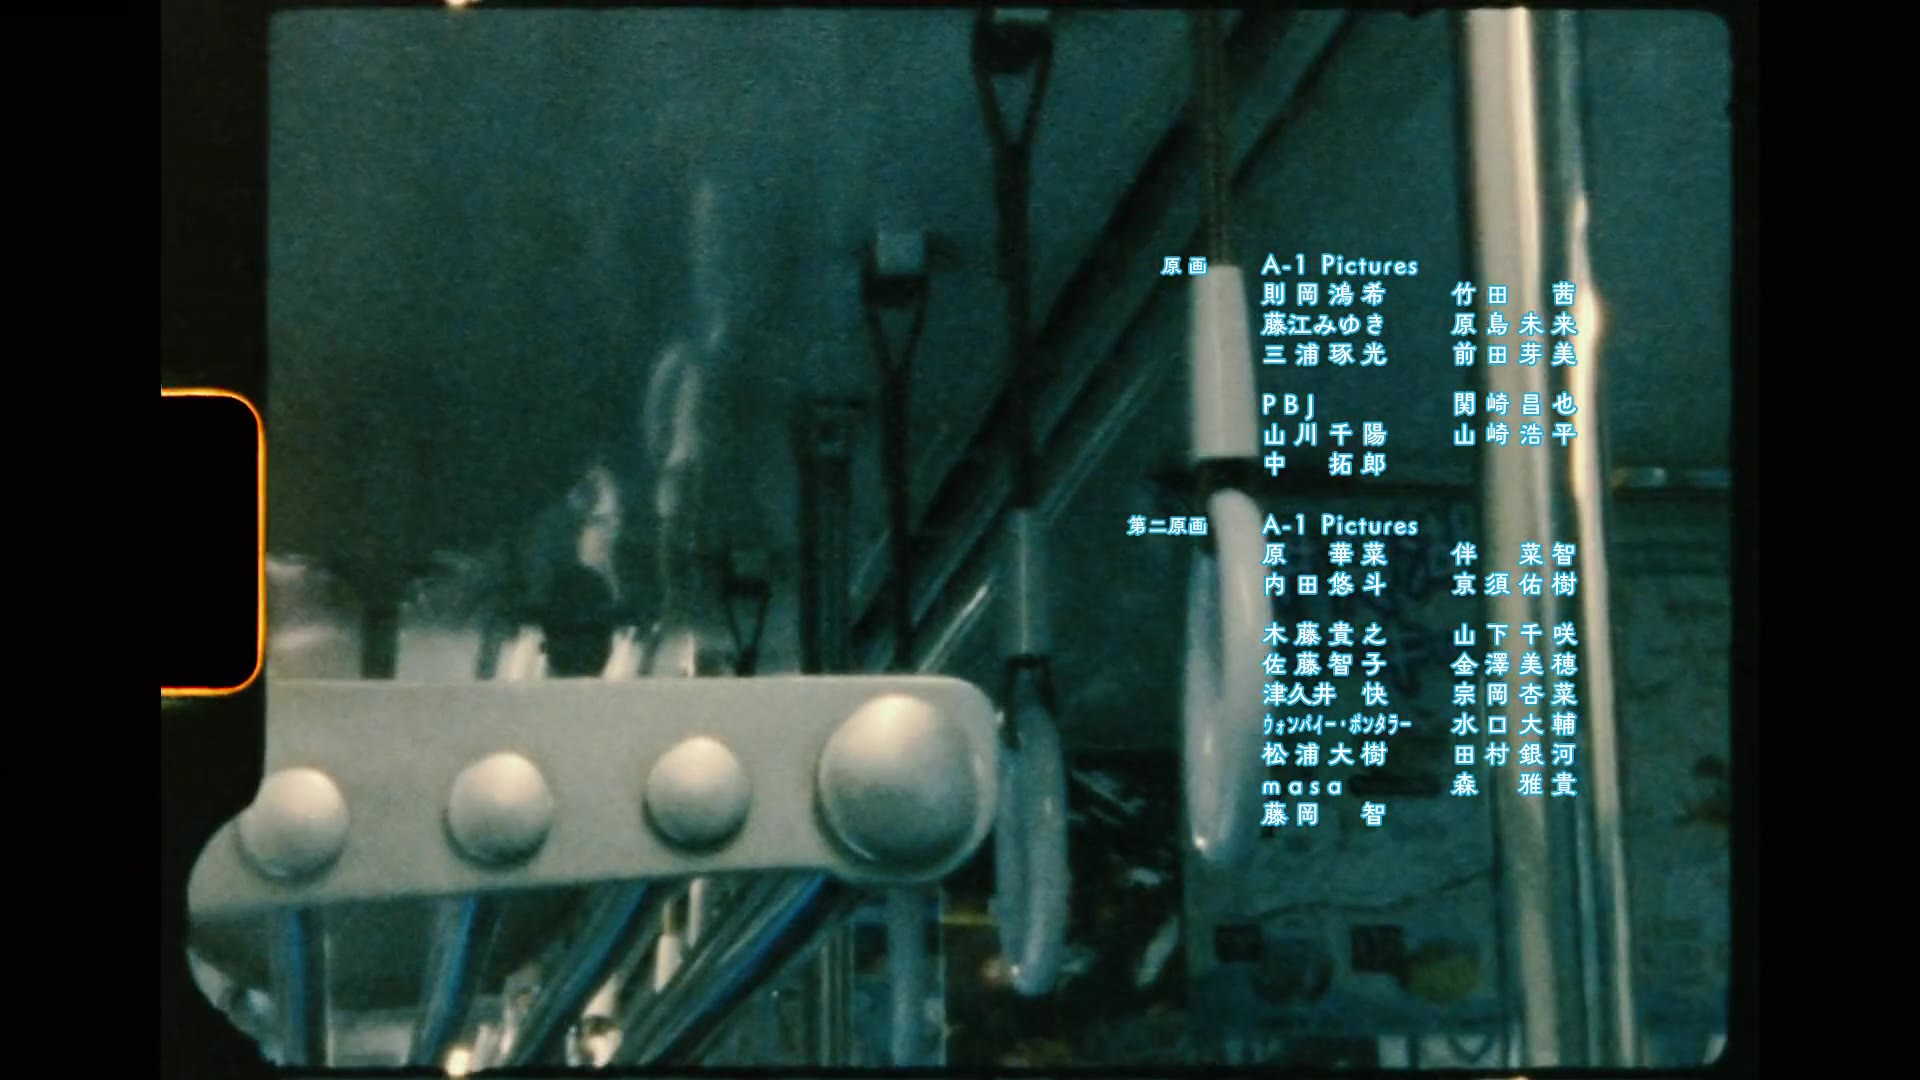 原画 A-1 Pictures
則岡鴻希 竹田 茜
藤江みゆき 原島未来
三浦琢光 前田芽美
PBJ 関崎昌也
山川千陽 山崎浩平
中 拓郎
第二原画 A-1 Pictures
原 華菜 伴 菜智
内田悠斗 京須佑樹
木藤貴之 山下千咲
佐藤智子 金澤美穂
津久井 快 宗岡杏菜
ウォンパイー・ポンタラー 水口大輔
松浦大樹 田村銀河
masa 森 雅貴
藤岡 智